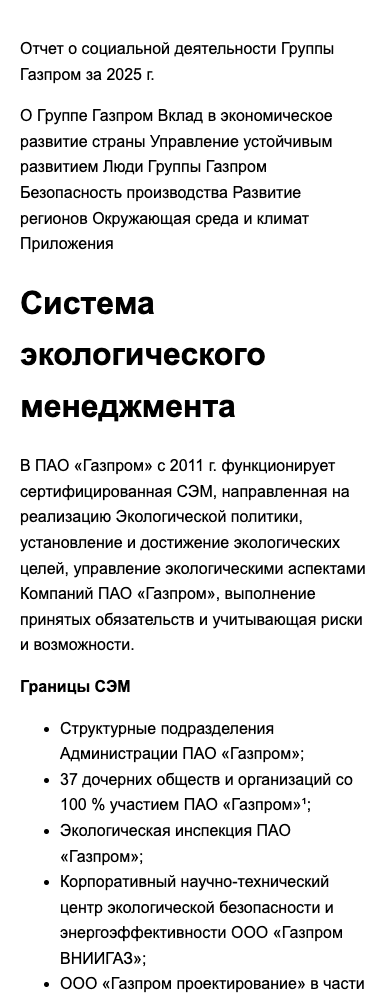 Отчет о социальной деятельности Группы
Газпром за 2025 г.
О Группе Газпром Вклад в экономическое
развитие страны Управление устойчивым
развитием Люди Группы Газпром
Безопасность производства Развитие
регионов Окружающая среда и климат
Приложения
Система
экологического
менеджмента
В ПАО «Газпром» с 2011 г. функционирует
сертифицированная СЭМ, направленная на
реализацию Экологической политики,
установление и достижение экологических
целей, управление экологическими аспектами
Компаний ПАО «Газпром», выполнение
принятых обязательств и учитывающая риски
и возможности.
Границы СЭМ
• Структурные подразделения
Администрации ПАО «Газпром»;
• 37 дочерних обществ и организаций со
100 % участием ПАО «Газпром»¹;
• Экологическая инспекция ПАО
«Газпром»;
• Корпоративный научно-технический
центр экологической безопасности и
энергоэффективности ООО «Газпром
ВНИИГАЗ»;
• ООО «Газпром проектирование» в части